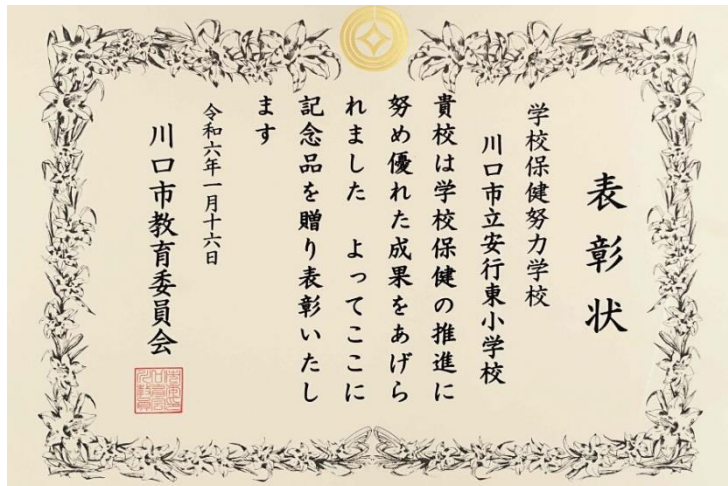 表彰状
学校保健努力学校
川口市立安行東小学校
貴校は学校保健の推進に
努め優れた成果をあげら
れました　よってここに
記念品を贈り表彰いたし
ます
令和六年一月十六日
川口市教育委員会